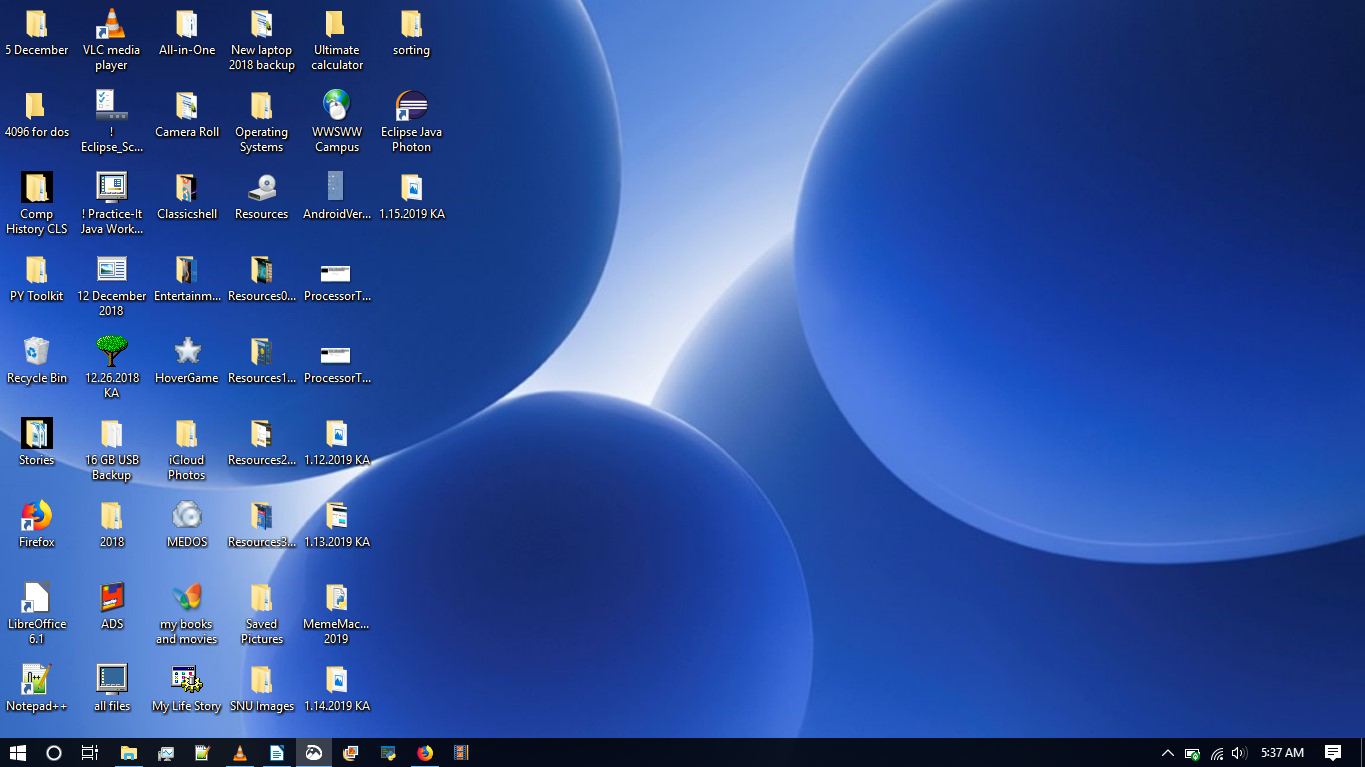 5 December
VLC media
player
All-in-One
New laptop
2018 backup
Ultimate
calculator
sorting
4096 for dos
!
Eclipse_Sc...
Camera Roll
Operating
Systems
WWSWW
Campus
Eclipse Java
Photon
Comp
History CLS
! Practice-It
Java Work...
Classicshell
Resources
AndroidVer...
1.15.2019 KA
PY Toolkit
12 December
2018
Entertainm...
Resources0...
ProcessorT...
Recycle Bin
12.26.2018
KA
HoverGame
Resources1...
ProcessorT...
Stories
16 GB USB
Backup
iCloud
Photos
Resources2...
1.12.2019 KA
Firefox
2018
MEDOS
Resources3...
1.13.2019 KA
LibreOffice
6.1
ADS
my books
and movies
Saved
Pictures
MemeMac...
2019
Notepad++
all files
My Life Story
SNU Images
1.14.2019 KA
5:37 AM